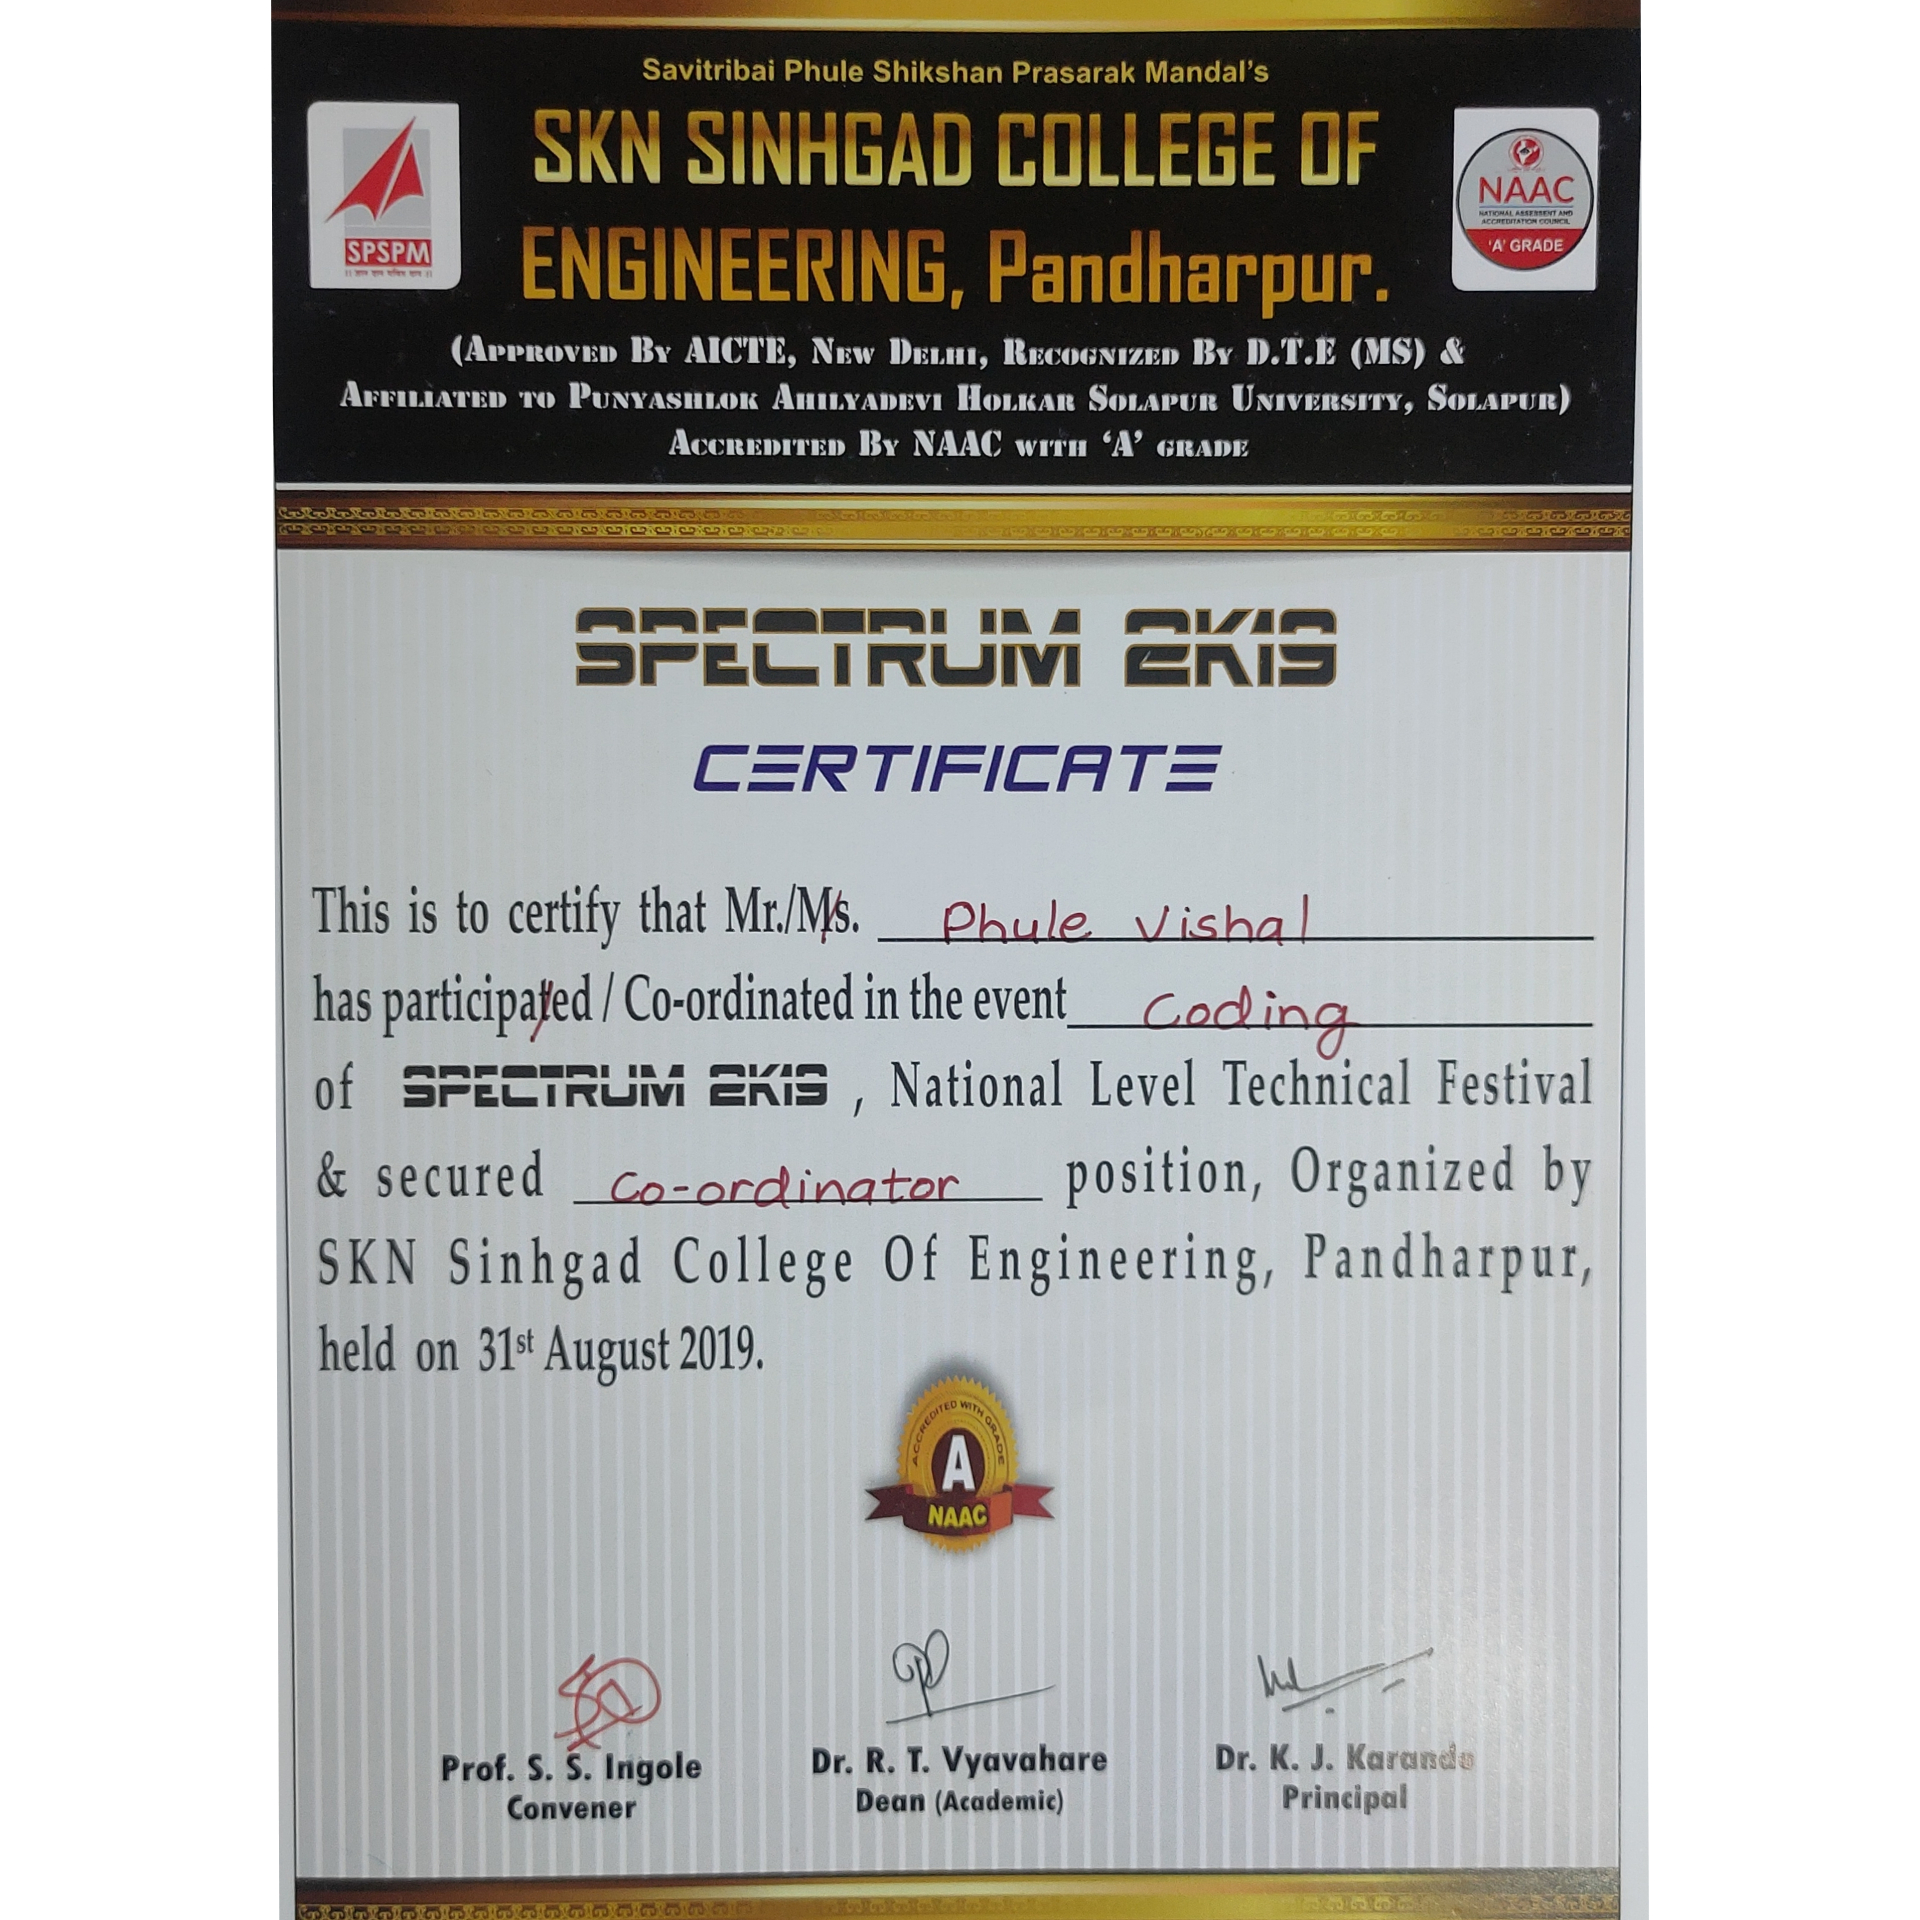 Savitribai Phule Shikshan Prasarak Mandal's
SKN SINHGAD COLLEGE OF
ENGINEERING, Pandharpur.
SPSPM
NAAC
NATIONAL ASSESSMENT AND
ACCREDITATION COUNCIL
'A' GRADE
(Approved By AICTE, New Delhi, Recognized By D.T.E (MS) &
Affiliated to Punyashlok Ahilyadevi Holkar Solapur University, Solapur)
Accredited By NAAC with 'A' grade
SPECTRUM 2K19
CERTIFICATE
This is to certify that Mr./Ms. Phule Vishal
has participated / Co-ordinated in the event Coding
of SPECTRUM 2K19, National Level Technical Festival
& secured Co-ordinator position, Organized by
SKN Sinhgad College Of Engineering, Pandharpur,
held on 31st August 2019.
ACCREDITED WITH GRADE
A
NAAC
Prof. S. S. Ingole
Convener
Dr. R. T. Vyavahare
Dean (Academic)
Dr. K. J. Karande
Principal